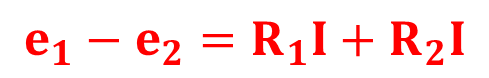 e₁ − e₂ = R₁I + R₂I